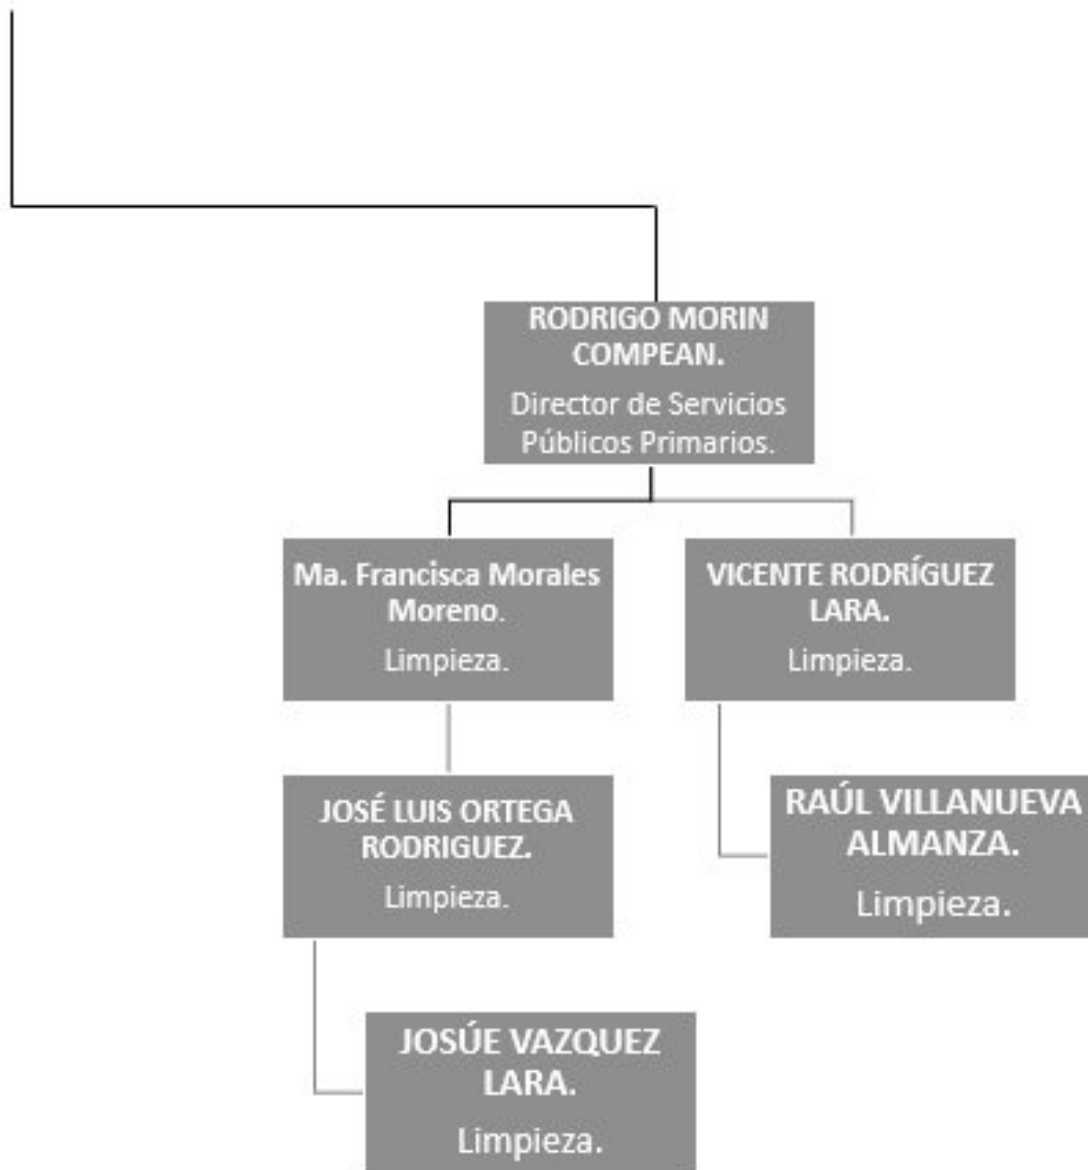 RODRIGO MORIN
COMPEAN.
Director de Servicios
Públicos Primarios.
Ma. Francisca Morales
Moreno.
Limpieza.
VICENTE RODRÍGUEZ
LARA.
Limpieza.
JOSÉ LUIS ORTEGA
RODRIGUEZ.
Limpieza.
RAÚL VILLANUEVA
ALMANZA.
Limpieza.
JOSÚE VAZQUEZ
LARA.
Limpieza.